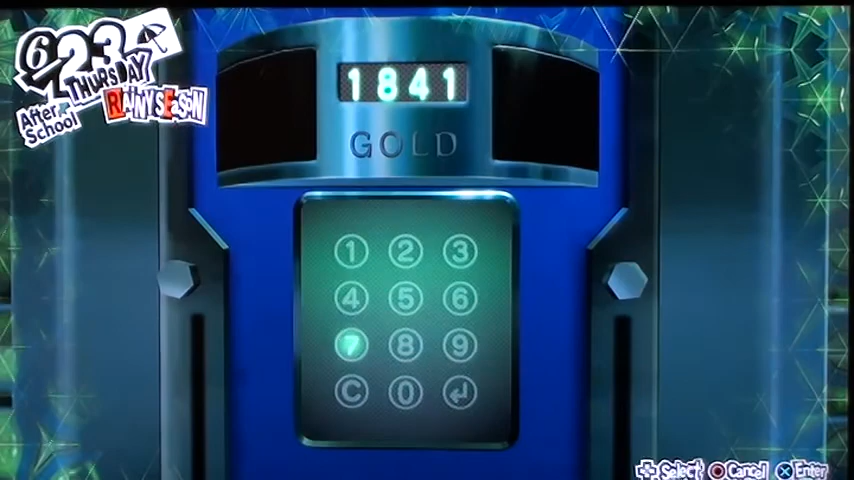 6/23
THURSDAY
After School
RAINY SEASON
1841
GOLD
1 2 3
4 5 6
7 8 9
C 0 ↵
Select Cancel Enter